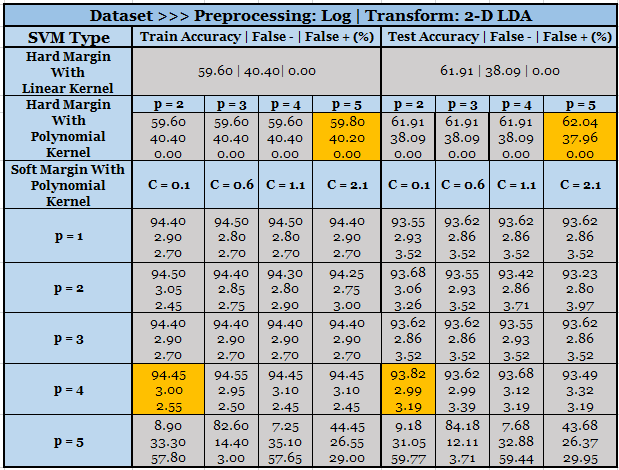 Dataset >>> Preprocessing: Log | Transform: 2-D LDA
SVM Type Train Accuracy | False - | False + (%) Test Accuracy | False - | False + (%)
Hard Margin
With
Linear Kernel
59.60 | 40.40| 0.00 61.91 | 38.09 | 0.00
Hard Margin
With
Polynomial
Kernel
p = 2 p = 3 p = 4 p = 5 p = 2 p = 3 p = 4 p = 5
59.60 59.60 59.60 59.80 61.91 61.91 61.91 62.04
40.40 40.40 40.40 40.20 38.09 38.09 38.09 37.96
0.00 0.00 0.00 0.00 0.00 0.00 0.00 0.00
Soft Margin With
Polynomial
Kernel
C = 0.1 C = 0.6 C = 1.1 C = 2.1 C = 0.1 C = 0.6 C = 1.1 C = 2.1
p = 1
94.40 94.50 94.50 94.40 93.55 93.62 93.62 93.62
2.90 2.80 2.80 2.90 2.93 2.86 2.86 2.86
2.70 2.70 2.70 2.70 3.52 3.52 3.52 3.52
p = 2
94.50 94.40 94.30 94.25 93.68 93.55 93.42 93.23
3.05 2.85 2.90 2.75 3.06 2.93 2.86 2.80
2.45 2.75 2.80 3.00 3.26 3.52 3.71 3.97
p = 3
94.40 94.40 94.40 94.40 93.62 93.62 93.55 93.62
2.90 2.90 2.90 2.90 2.86 2.86 2.93 2.86
2.70 2.70 2.70 2.70 3.52 3.52 3.52 3.52
p = 4
94.45 94.55 94.45 94.45 93.82 93.62 93.68 93.49
3.00 2.95 3.10 3.10 2.99 2.99 3.12 3.32
2.55 2.50 2.45 2.45 3.19 3.39 3.19 3.19
p = 5
8.90 82.60 7.25 44.45 9.18 84.18 7.68 43.68
33.30 14.40 35.10 26.55 31.05 12.11 32.88 26.37
57.80 3.00 57.65 29.00 59.77 3.71 59.44 29.95